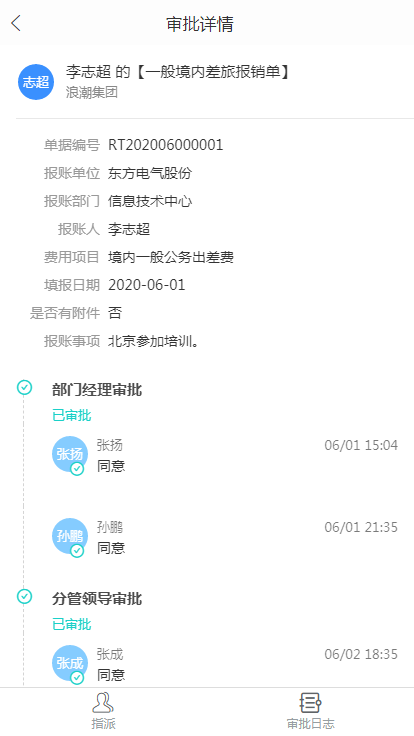 审批详情
志超
李志超 的【一般境内差旅报销单】
浪潮集团
单据编号 RT202006000001
报账单位 东方电气股份
报账部门 信息技术中心
报账人 李志超
费用项目 境内一般公务出差费
填报日期 2020-06-01
是否有附件 否
报账事项 北京参加培训。
部门经理审批
已审批
张扬 张扬 06/01 15:04
同意
孙鹏 孙鹏 06/01 21:35
同意
分管领导审批
已审批
张成 张成 06/02 18:35
同意
指派 审批日志